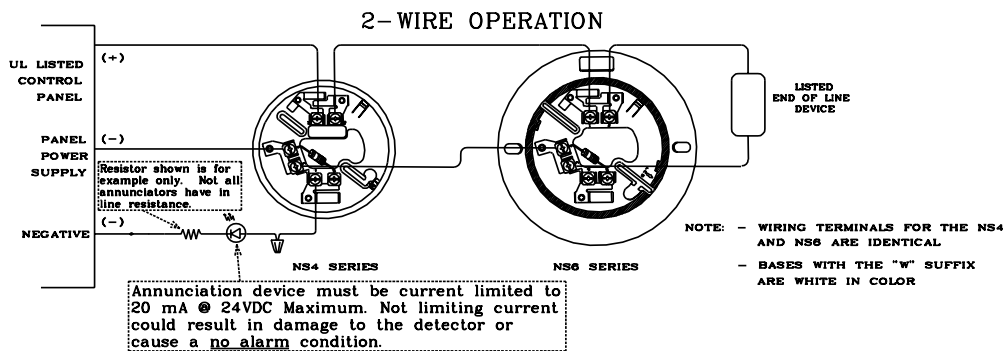 2-WIRE OPERATION
(+)
UL LISTED
CONTROL
PANEL
LISTED
END OF LINE
DEVICE
PANEL
POWER
SUPPLY
(-)
Resistor shown is for
example only. Not all
annunciators have in
line resistance.
(-)
NEGATIVE
NS4 SERIES
NS6 SERIES
NOTE: - WIRING TERMINALS FOR THE NS4
AND NS6 ARE IDENTICAL
- BASES WITH THE "W" SUFFIX
ARE WHITE IN COLOR
Annunciation device must be current limited to
20 mA @ 24VDC Maximum. Not limiting current
could result in damage to the detector or
cause a no alarm condition.